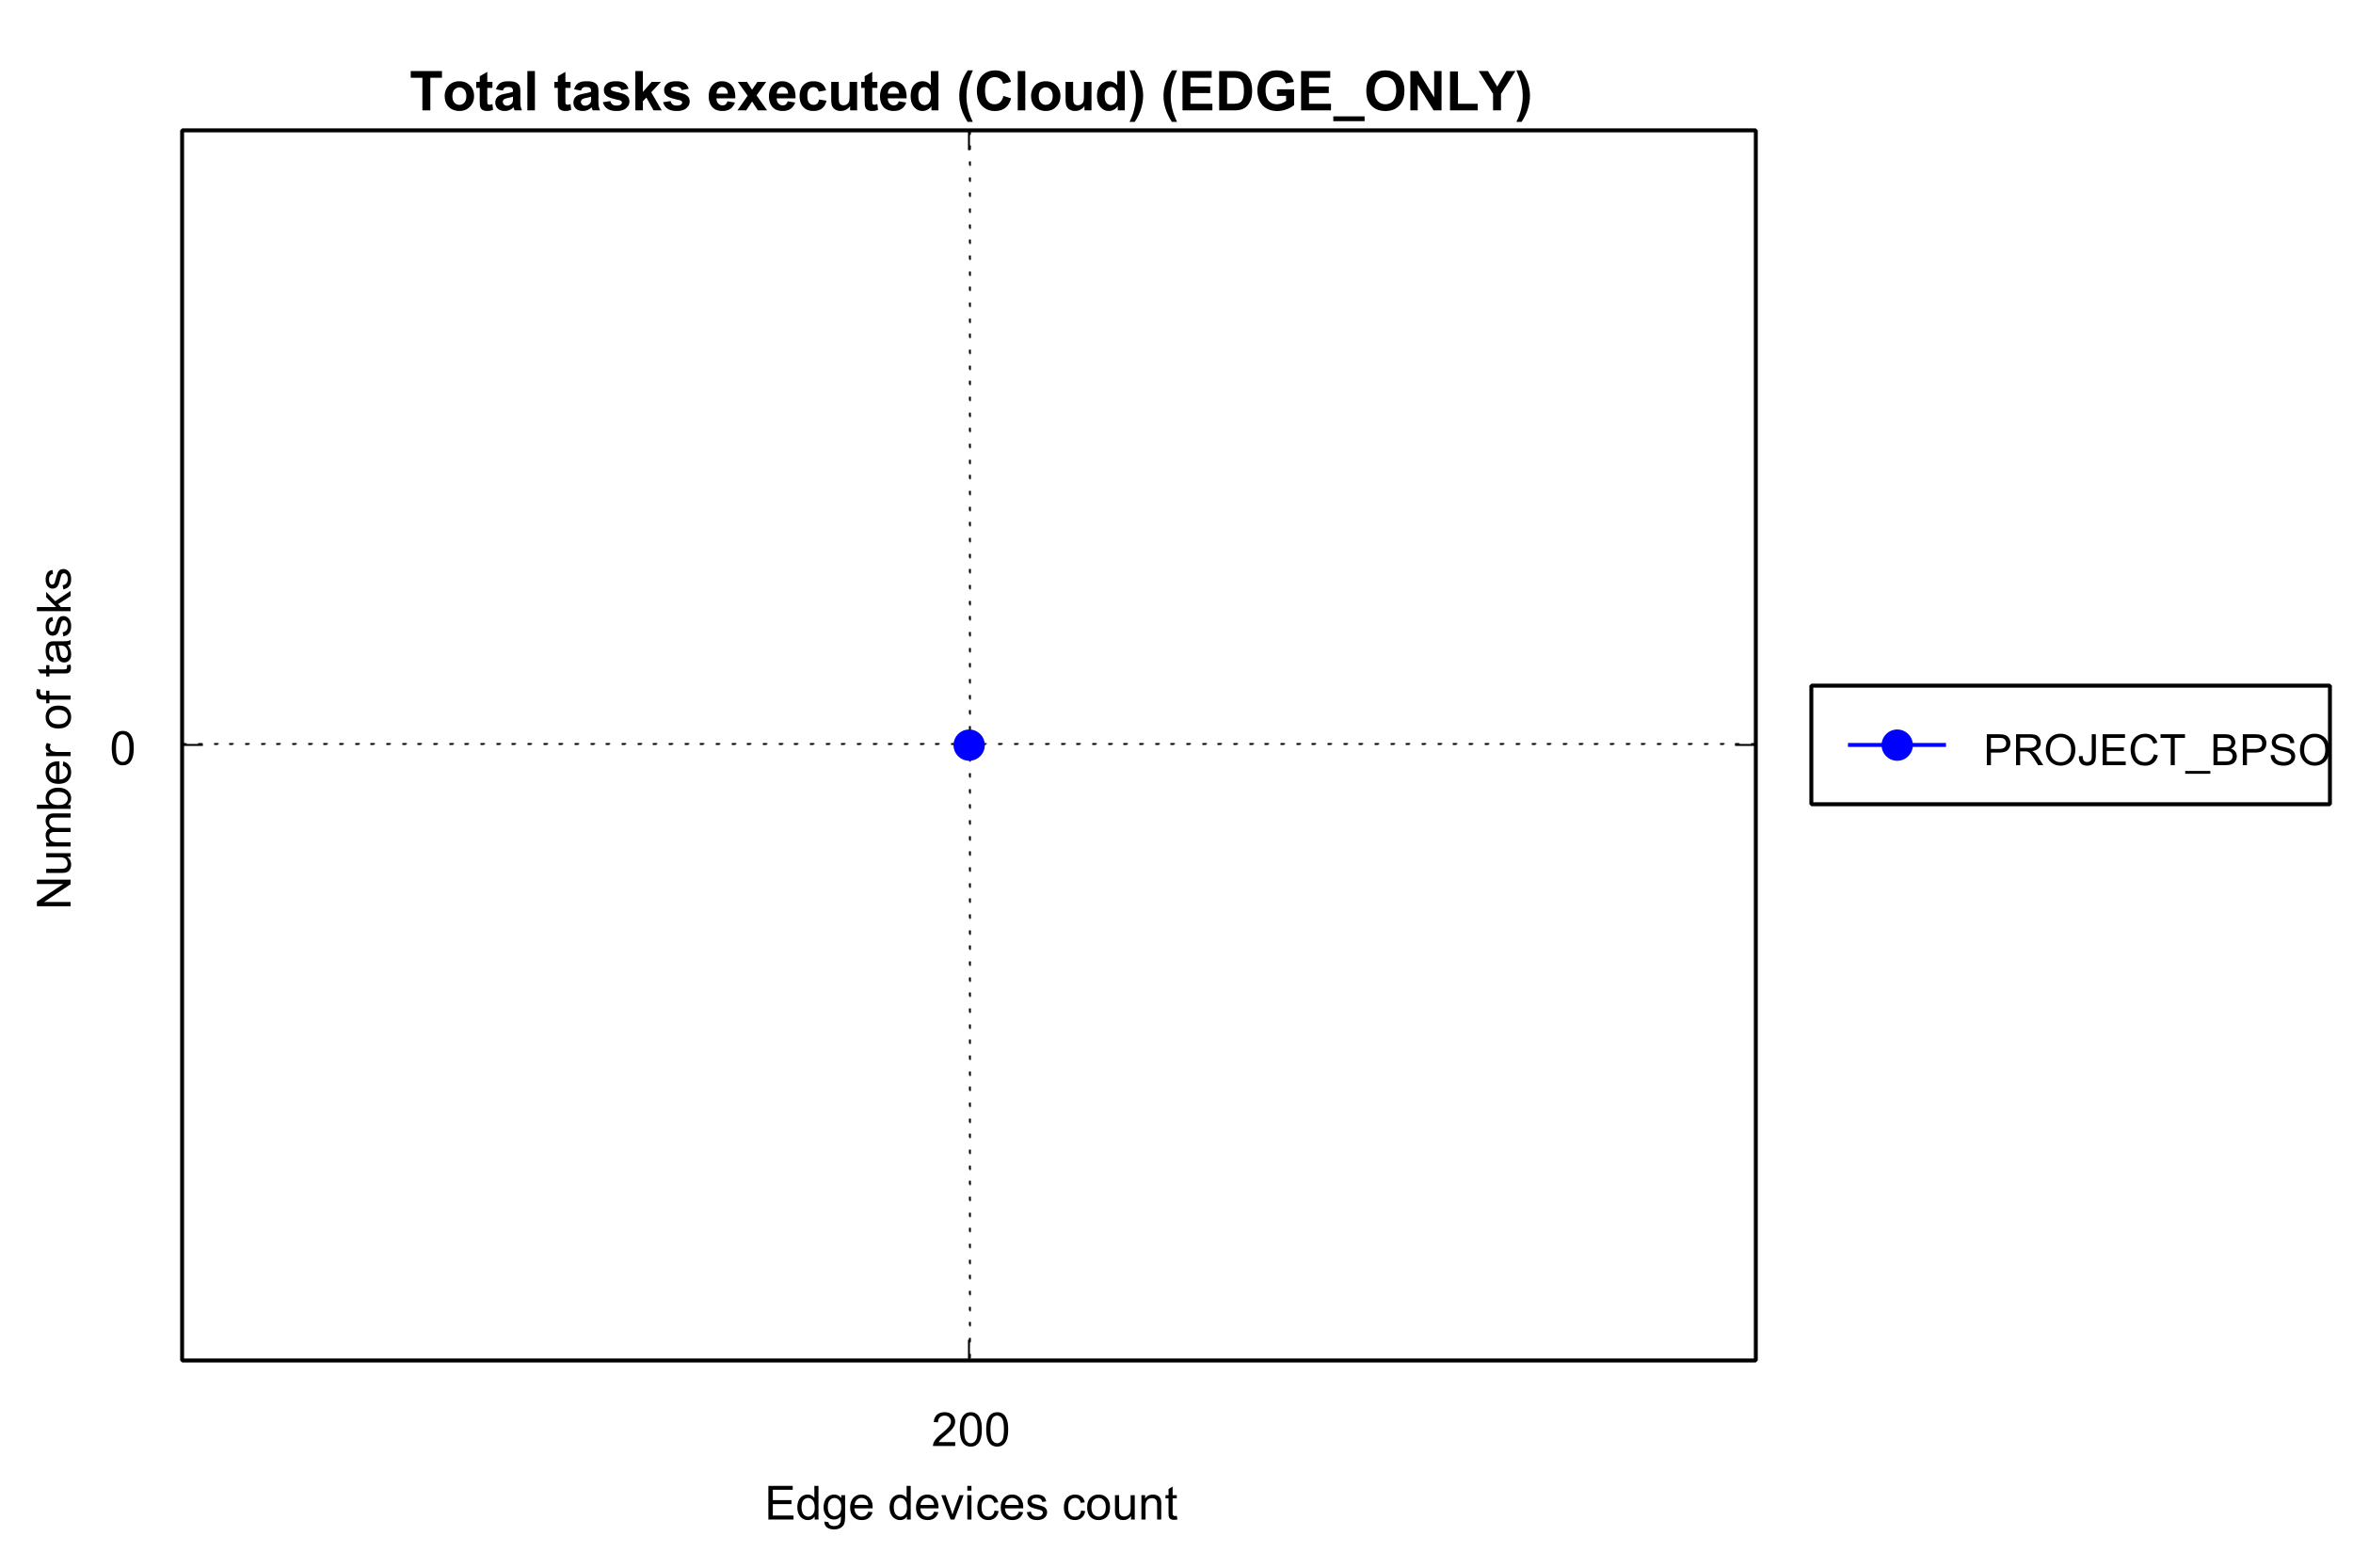 Total tasks executed (Cloud) (EDGE_ONLY)
Number of tasks
0
PROJECT_BPSO
200
Edge devices count